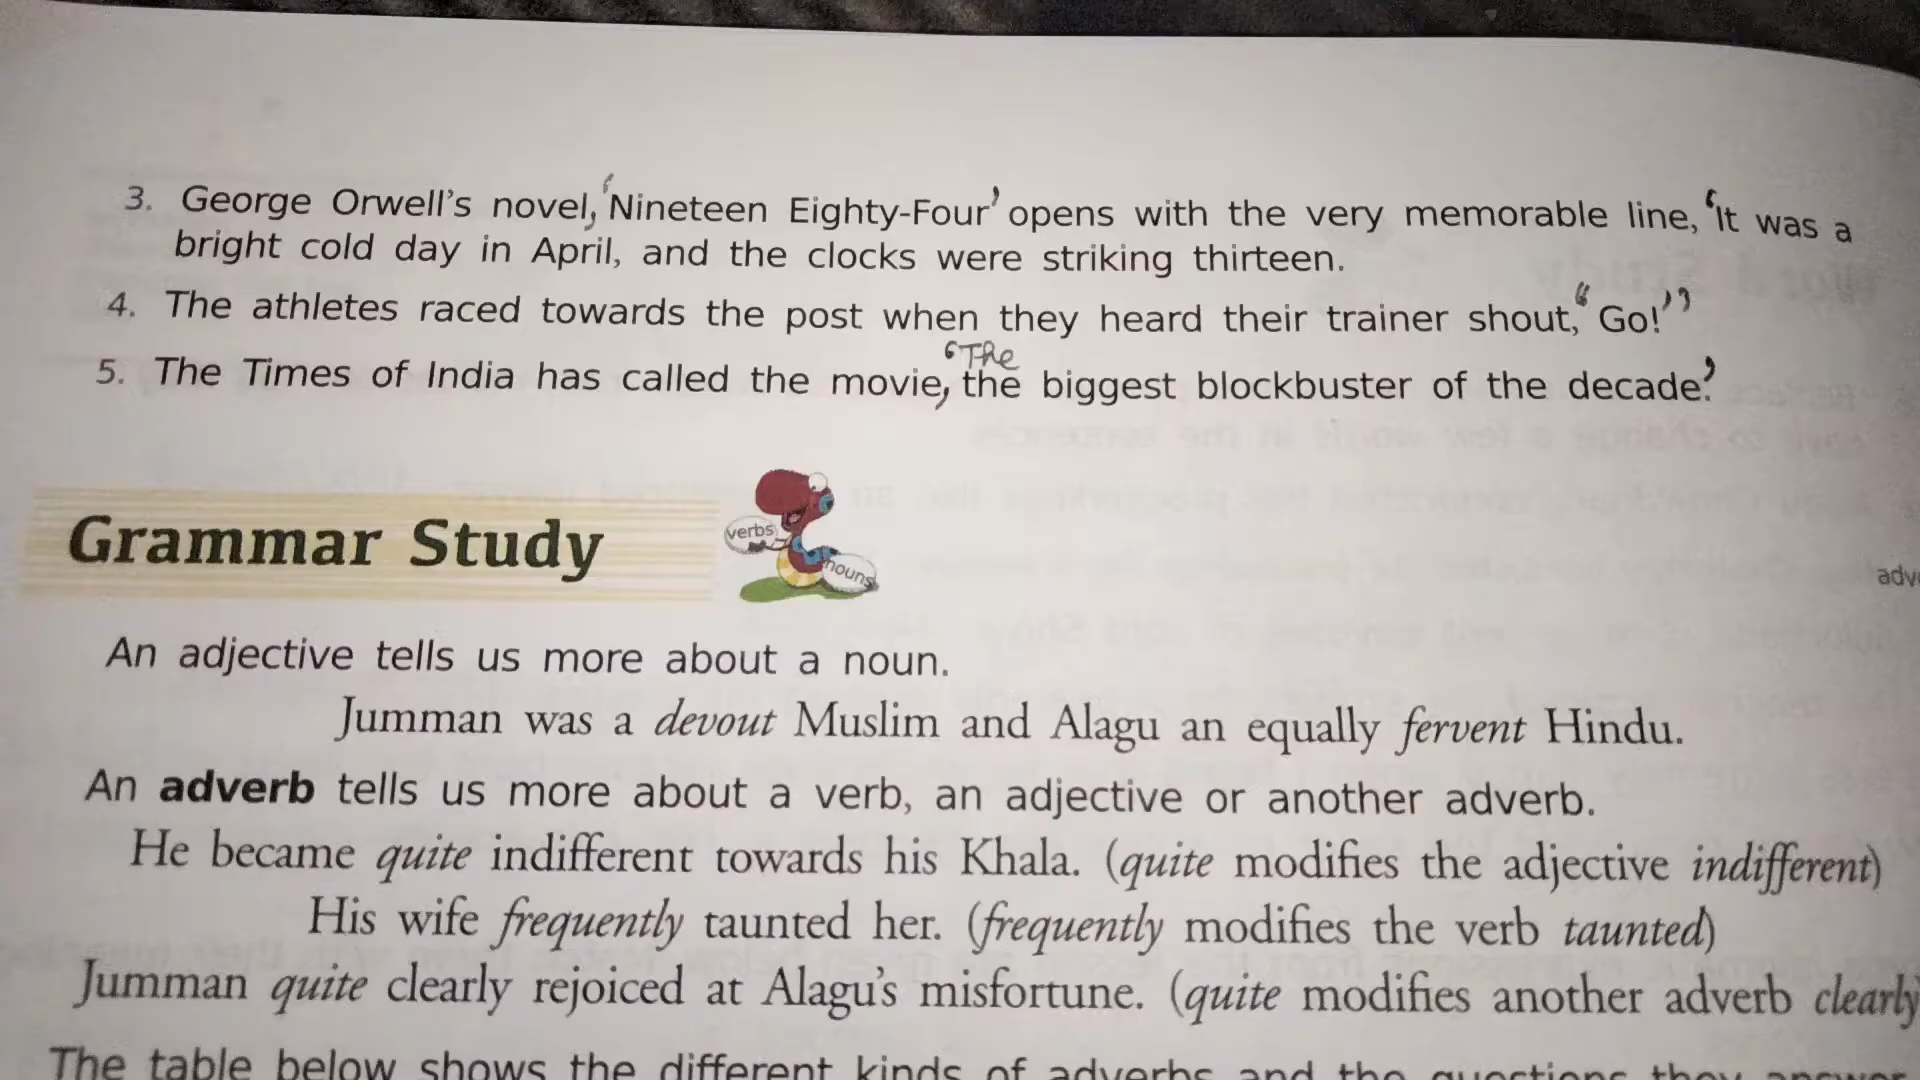 3. George Orwell’s novel, ‘Nineteen Eighty-Four’ opens with the very memorable line, ‘It was a
bright cold day in April, and the clocks were striking thirteen.
4. The athletes raced towards the post when they heard their trainer shout, “Go!’’
‘The
5. The Times of India has called the movie, the biggest blockbuster of the decade.’
Grammar Study
verbs
nouns
adve
An adjective tells us more about a noun.
Jumman was a devout Muslim and Alagu an equally fervent Hindu.
An adverb tells us more about a verb, an adjective or another adverb.
He became quite indifferent towards his Khala. (quite modifies the adjective indifferent)
His wife frequently taunted her. (frequently modifies the verb taunted)
Jumman quite clearly rejoiced at Alagu’s misfortune. (quite modifies another adverb clearly)
The table below shows the different kinds of adverbs and the questions they answer